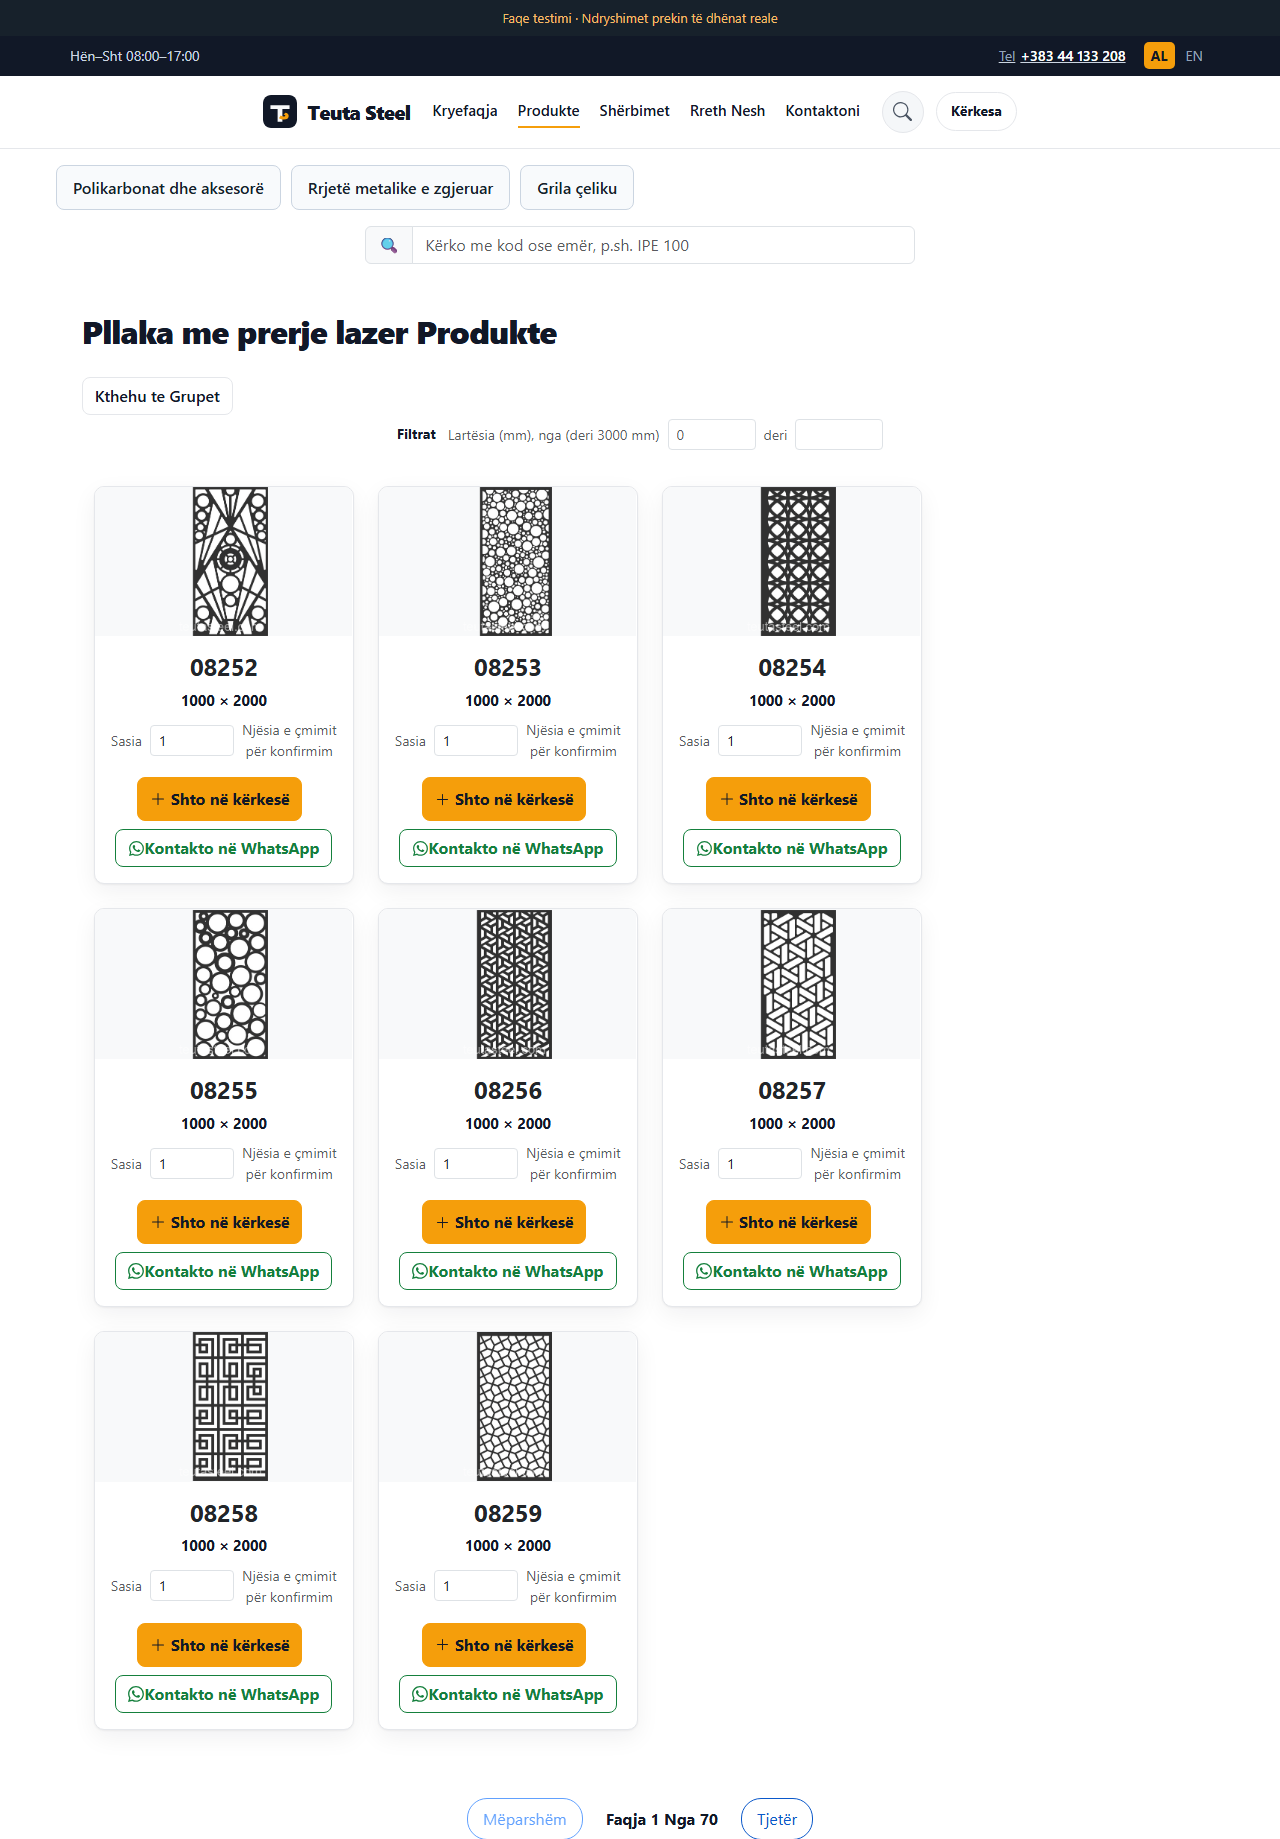 Faqe testimi · Ndryshimet prekin të dhënat reale
Hën–Sht 08:00–17:00
Tel +383 44 133 208
AL
EN
Teuta Steel
Kryefaqja
Produkte
Shërbimet
Rreth Nesh
Kontaktoni
Kërkesa
Polikarbonat dhe aksesorë
Rrjetë metalike e zgjeruar
Grila çeliku
Kërko me kod ose emër, p.sh. IPE 100
Pllaka me prerje lazer Produkte
Kthehu te Grupet
Filtrat Lartësia (mm), nga (deri 3000 mm) 0 deri
08252
1000 × 2000
Sasia 1 Njësia e çmimit
për konfirmim
+ Shto në kërkesë
Kontakto në WhatsApp
08253
1000 × 2000
Sasia 1 Njësia e çmimit
për konfirmim
+ Shto në kërkesë
Kontakto në WhatsApp
08254
1000 × 2000
Sasia 1 Njësia e çmimit
për konfirmim
+ Shto në kërkesë
Kontakto në WhatsApp
08255
1000 × 2000
Sasia 1 Njësia e çmimit
për konfirmim
+ Shto në kërkesë
Kontakto në WhatsApp
08256
1000 × 2000
Sasia 1 Njësia e çmimit
për konfirmim
+ Shto në kërkesë
Kontakto në WhatsApp
08257
1000 × 2000
Sasia 1 Njësia e çmimit
për konfirmim
+ Shto në kërkesë
Kontakto në WhatsApp
08258
1000 × 2000
Sasia 1 Njësia e çmimit
për konfirmim
+ Shto në kërkesë
Kontakto në WhatsApp
08259
1000 × 2000
Sasia 1 Njësia e çmimit
për konfirmim
+ Shto në kërkesë
Kontakto në WhatsApp
Mëparshëm
Faqja 1 Nga 70
Tjetër